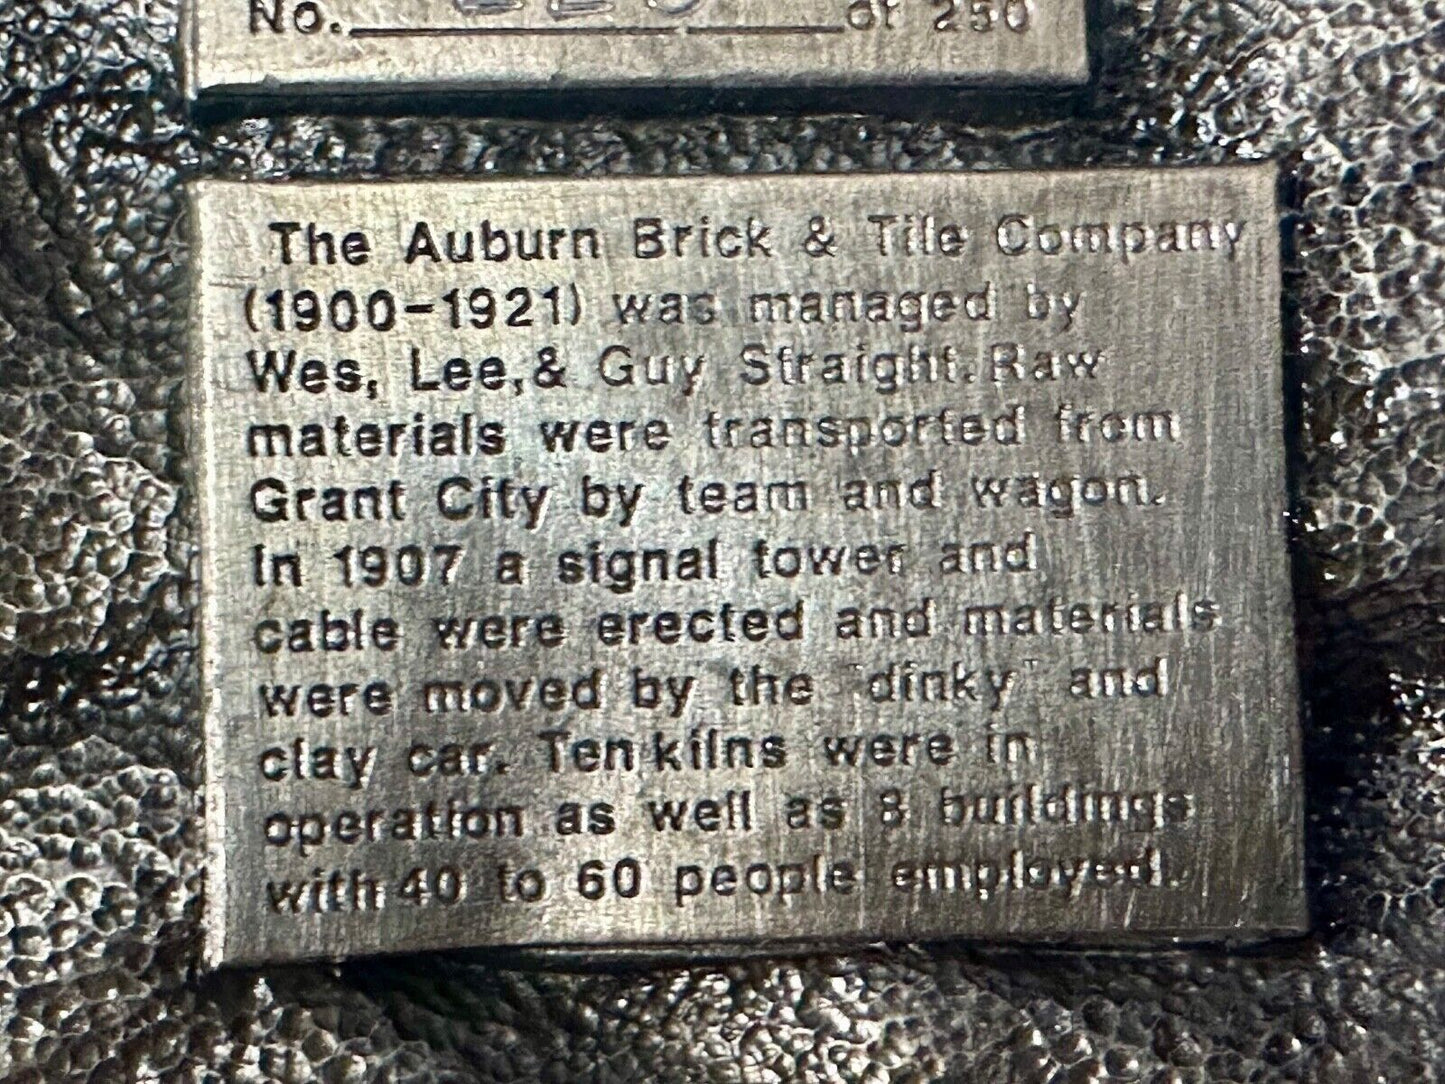 No. of 250
The Auburn Brick & Tile Company
(1900-1921) was managed by
Wes, Lee, & Guy Straight. Raw
materials were transported from
Grant City by team and wagon.
In 1907 a signal tower and
cable were erected and materials
were moved by the "dinky" and
clay car. Ten kilns were in
operation as well as 8 buildings
with 40 to 60 people employed.